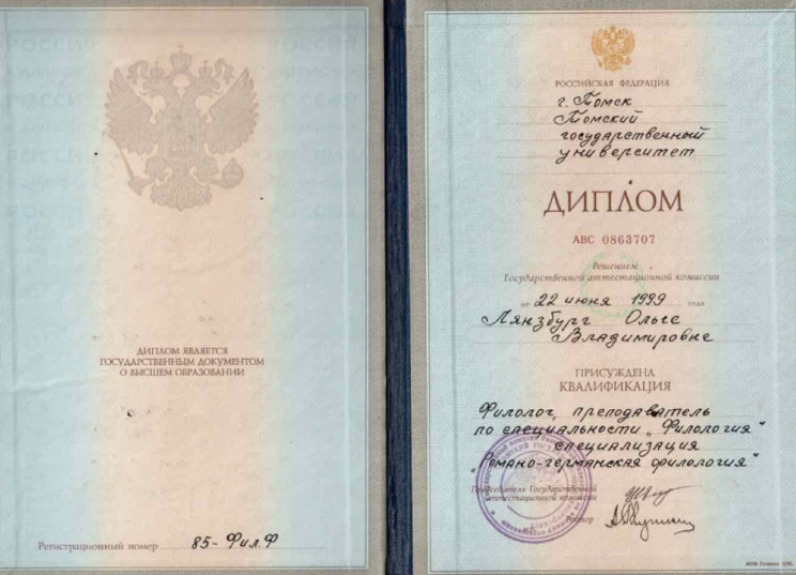 ДИПЛОМ ЯВЛЯЕТСЯ
ГОСУДАРСТВЕННЫМ ДОКУМЕНТОМ
О ВЫСШЕМ ОБРАЗОВАНИИ
Регистрационный номер 85-Фил.Ф
РОССИЙСКАЯ ФЕДЕРАЦИЯ
г. Томск
Томский
государственный
университет
ДИПЛОМ
АВС 0863707
Решением
Государственной аттестационной комиссии
от 22 июня 1999 года
Лянзбург Ольге
Владимировне
ПРИСУЖДЕНА
КВАЛИФИКАЦИЯ
Филолог, преподаватель
по специальности „Филология"
специализация
„Романо-германская филология"
Председатель Государственной
аттестационной комиссии
Ректор